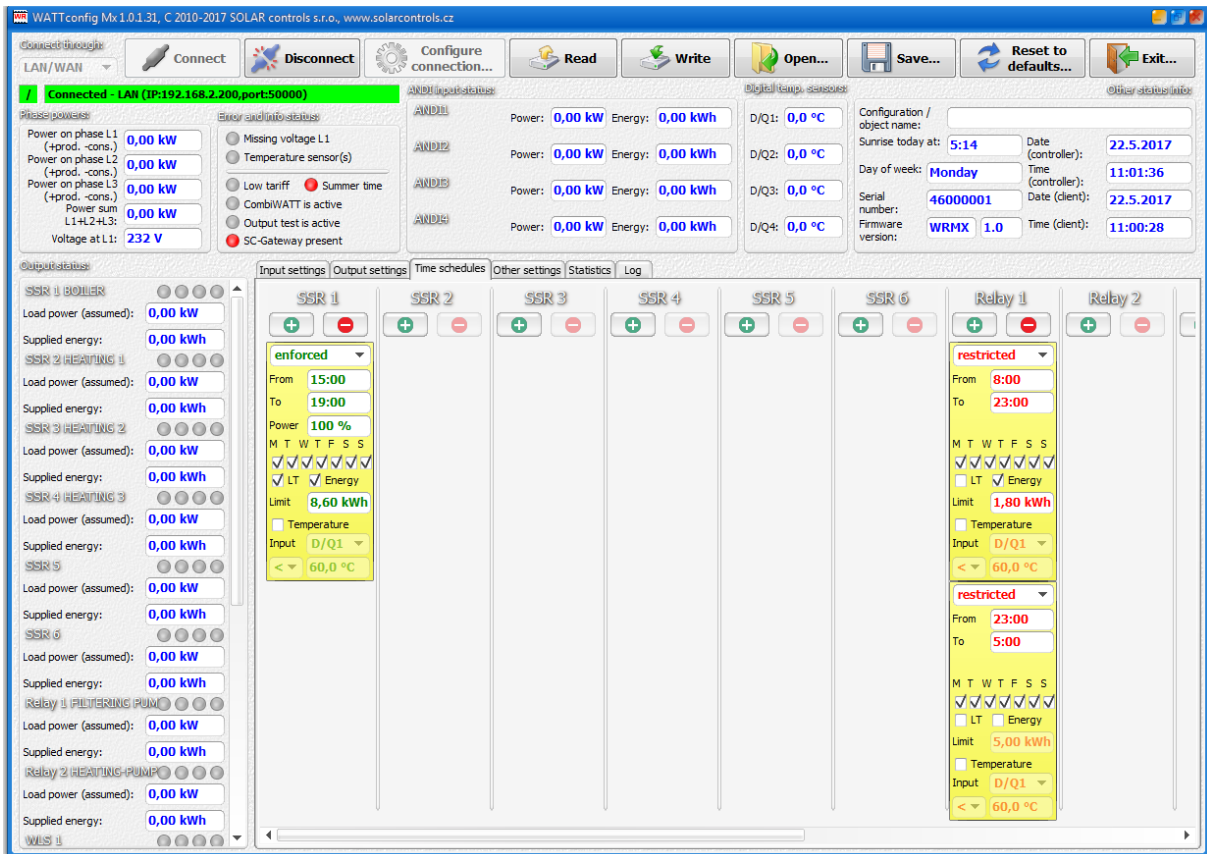 WATTconfig Mx 1.0.1.31, C 2010-2017 SOLAR controls s.r.o., www.solarcontrols.cz
Connect through:
LAN/WAN
Connect
Disconnect
Configure connection...
Read
Write
Open...
Save...
Reset to defaults...
Exit...
/ Connected - LAN (IP:192.168.2.200,port:50000)
Phase powers:
Power on phase L1 (+prod. -cons.) 0,00 kW
Power on phase L2 (+prod. -cons.) 0,00 kW
Power on phase L3 (+prod. -cons.) 0,00 kW
Power sum L1+L2+L3: 0,00 kW
Voltage at L1: 232 V
Error and info status:
Missing voltage L1
Temperature sensor(s)
Low tariff Summer time
CombiWATT is active
Output test is active
SC-Gateway present
ANDI input status:
ANDI1 Power: 0,00 kW Energy: 0,00 kWh
ANDI2 Power: 0,00 kW Energy: 0,00 kWh
ANDI3 Power: 0,00 kW Energy: 0,00 kWh
ANDI4 Power: 0,00 kW Energy: 0,00 kWh
Digital temp. sensors:
D/Q1: 0,0 °C
D/Q2: 0,0 °C
D/Q3: 0,0 °C
D/Q4: 0,0 °C
Other status info:
Configuration / object name:
Sunrise today at: 5:14 Date (controller): 22.5.2017
Day of week: Monday Time (controller): 11:01:36
Serial number: 46000001 Date (client): 22.5.2017
Firmware version: WRMX 1.0 Time (client): 11:00:28
Output status:
SSR 1 BOILER
Load power (assumed): 0,00 kW
Supplied energy: 0,00 kWh
SSR 2 HEATING 1
Load power (assumed): 0,00 kW
Supplied energy: 0,00 kWh
SSR 3 HEATING 2
Load power (assumed): 0,00 kW
Supplied energy: 0,00 kWh
SSR 4 HEATING 3
Load power (assumed): 0,00 kW
Supplied energy: 0,00 kWh
SSR 5
Load power (assumed): 0,00 kW
Supplied energy: 0,00 kWh
SSR 6
Load power (assumed): 0,00 kW
Supplied energy: 0,00 kWh
Relay 1 FILTERING PUM
Load power (assumed): 0,00 kW
Supplied energy: 0,00 kWh
Relay 2 HEATING-PUMP
Load power (assumed): 0,00 kW
Supplied energy: 0,00 kWh
WLS 1
Input settings Output settings Time schedules Other settings Statistics Log
SSR 1 SSR 2 SSR 3 SSR 4 SSR 5 SSR 6 Relay 1 Relay 2
enforced
From 15:00
To 19:00
Power 100 %
M T W T F S S
LT Energy
Limit 8,60 kWh
Temperature
Input D/Q1
< 60,0 °C
restricted
From 8:00
To 23:00
M T W T F S S
LT Energy
Limit 1,80 kWh
Temperature
Input D/Q1
< 60,0 °C
restricted
From 23:00
To 5:00
M T W T F S S
LT Energy
Limit 5,00 kWh
Temperature
Input D/Q1
< 60,0 °C